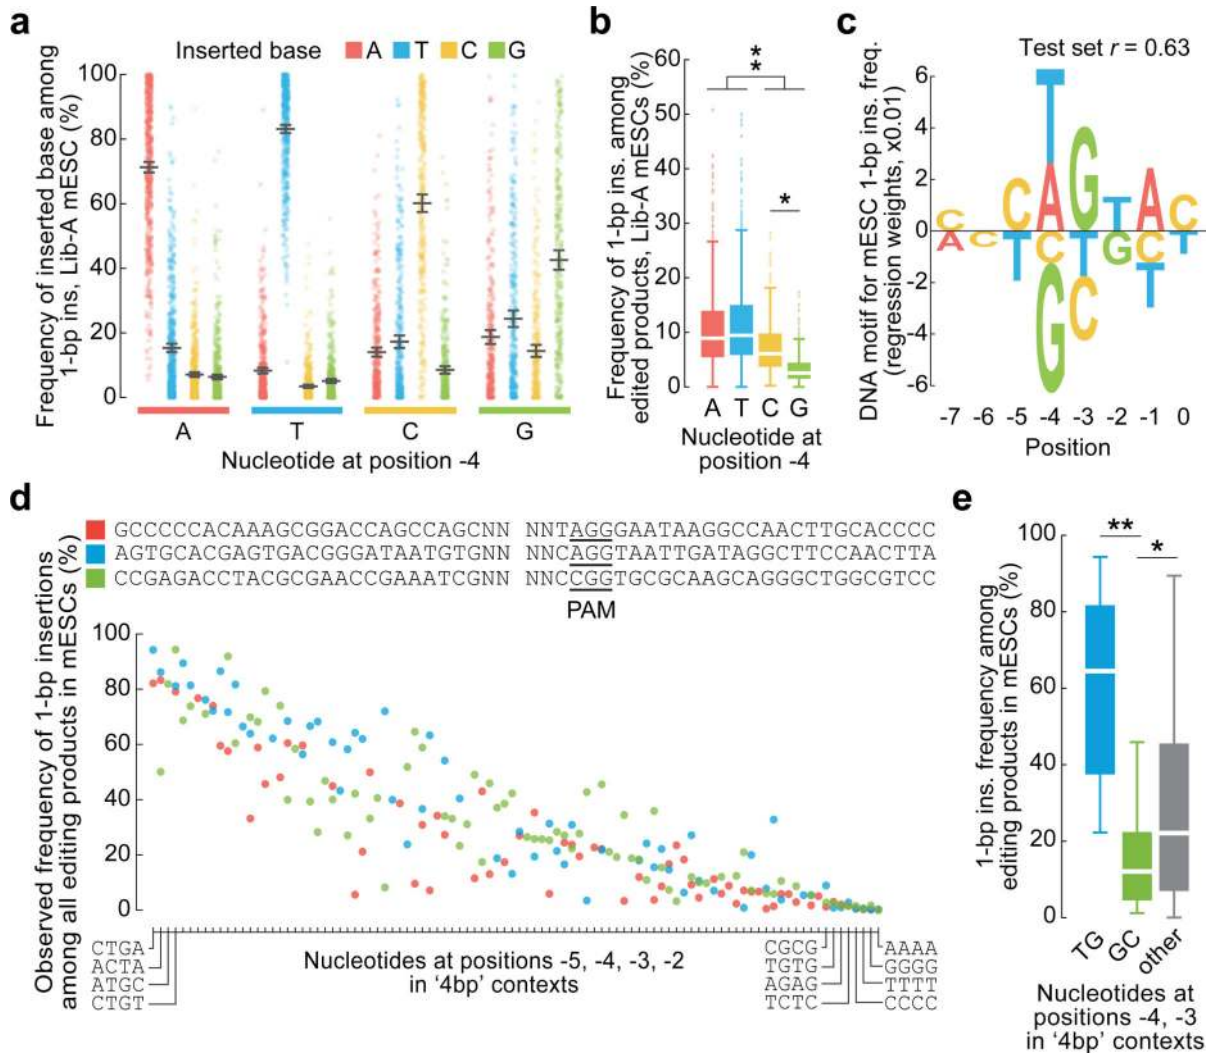 a
Inserted base A T C G
Frequency of inserted base among
1-bp ins, Lib-A mESC (%)
100
80
60
40
20
0
A T C G
Nucleotide at position -4
b
Frequency of 1-bp ins. among
edited products, Lib-A mESCs (%)
60
50
40
30
20
10
0
*
*
*
A T C G
Nucleotide at
position -4
c
Test set r = 0.63
DNA motif for mESC 1-bp ins. freq.
(regression weights, x0.01)
6
4
2
0
-2
-4
-6
C A
C
C T
T A C G
G T C
T G
A C T
C T
-7 -6 -5 -4 -3 -2 -1 0
Position
d
GCCCCCACAAAGCGGACCAGCCAGCNN NNTAGGGAATAAGGCCAACTTGCACCCC
AGTGCACGAGTGACGGGATAATGTGNN NNCAGGTAATTGATAGGCTTCCAACTTA
CCGAGACCTACGCGAACCGAAATCGNN NNCCGGTGCGCAAGCAGGGCTGGCGTCC
PAM
Observed frequency of 1-bp insertions
among all editing products in mESCs (%)
100
80
60
40
20
0
CTGA
ACTA
ATGC
CTGT
Nucleotides at positions -5, -4, -3, -2
in ‘4bp’ contexts
CGCG
TGTG
AGAG
TCTC
AAAA
GGGG
TTTT
CCCC
e
1-bp ins. frequency among
editing products in mESCs (%)
100
80
60
40
20
0
**
*
TG GC other
Nucleotides at
positions -4, -3
in ‘4bp’ contexts